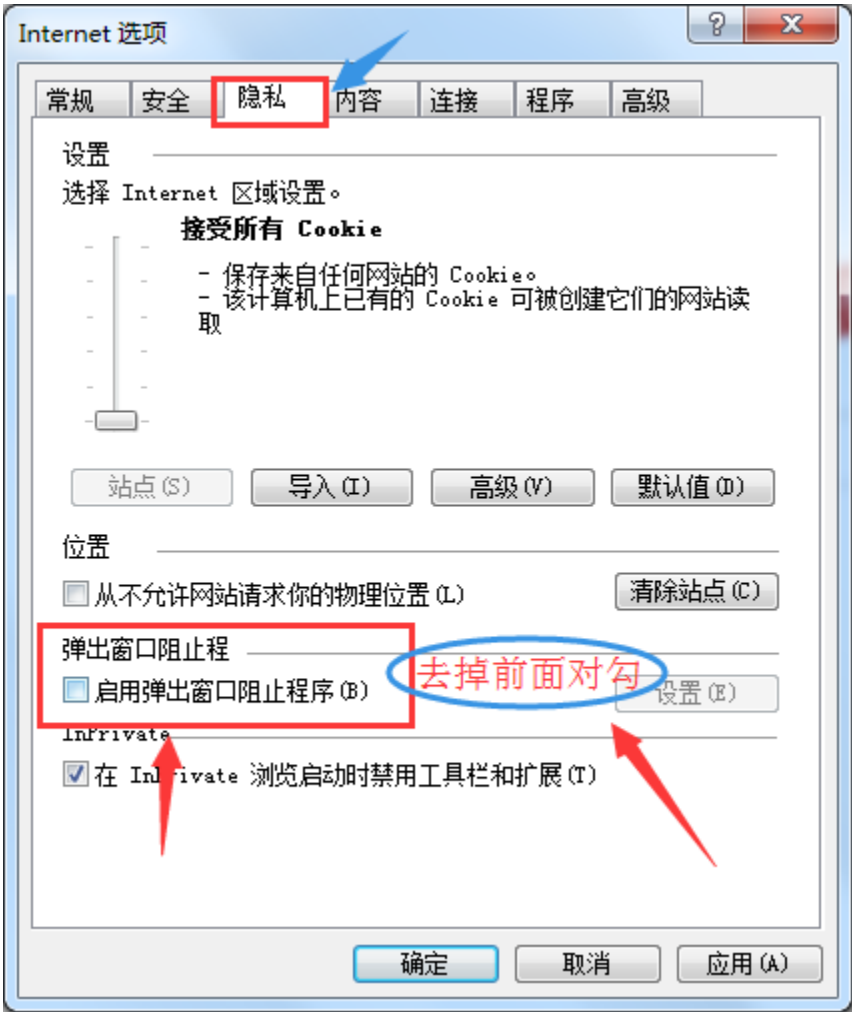 Internet 选项
常规 安全 隐私 内容 连接 程序 高级
设置
选择 Internet 区域设置。
接受所有 Cookie
- 保存来自任何网站的 Cookie。
- 该计算机上已有的 Cookie 可被创建它们的网站读
取
站点(S) 导入(I) 高级(V) 默认值(D)
位置
从不允许网站请求你的物理位置(L) 清除站点(C)
弹出窗口阻止程
启用弹出窗口阻止程序(B) 去掉前面对勾 设置(E)
InPrivate
在 InPrivate 浏览启动时禁用工具栏和扩展(T)
确定 取消 应用(A)